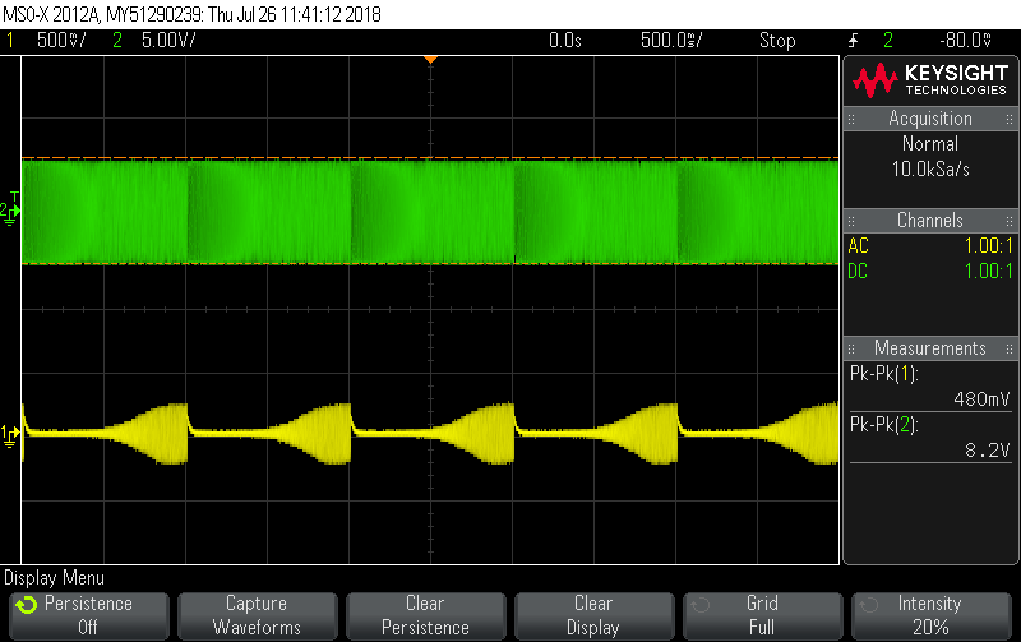 MSO-X 2012A, MY51290239: Thu Jul 26 11:41:12 2018
1 500mV/ 2 5.00V/ 0.0s 500.0ms/ Stop 2 -80.0mV
KEYSIGHT
TECHNOLOGIES
Acquisition
Normal
10.0kSa/s
Channels
AC 1.00:1
DC 1.00:1
Measurements
Pk-Pk(1):
480mV
Pk-Pk(2):
8.2V
T
2
1
Display Menu
Persistence
Off
Capture
Waveforms
Clear
Persistence
Clear
Display
Grid
Full
Intensity
20%